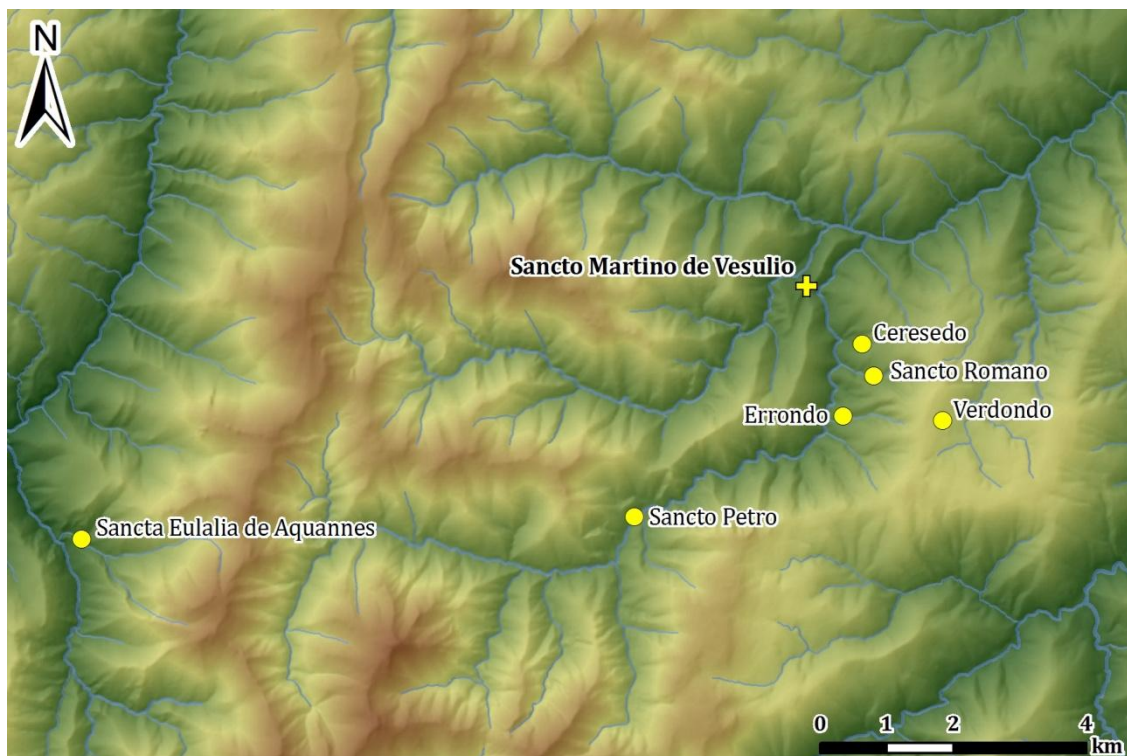 N
Sancto Martino de Vesulio
Ceresedo
Sancto Romano
Errondo
Verdondo
Sancto Petro
Sancta Eulalia de Aquannes
0 1 2 4
km